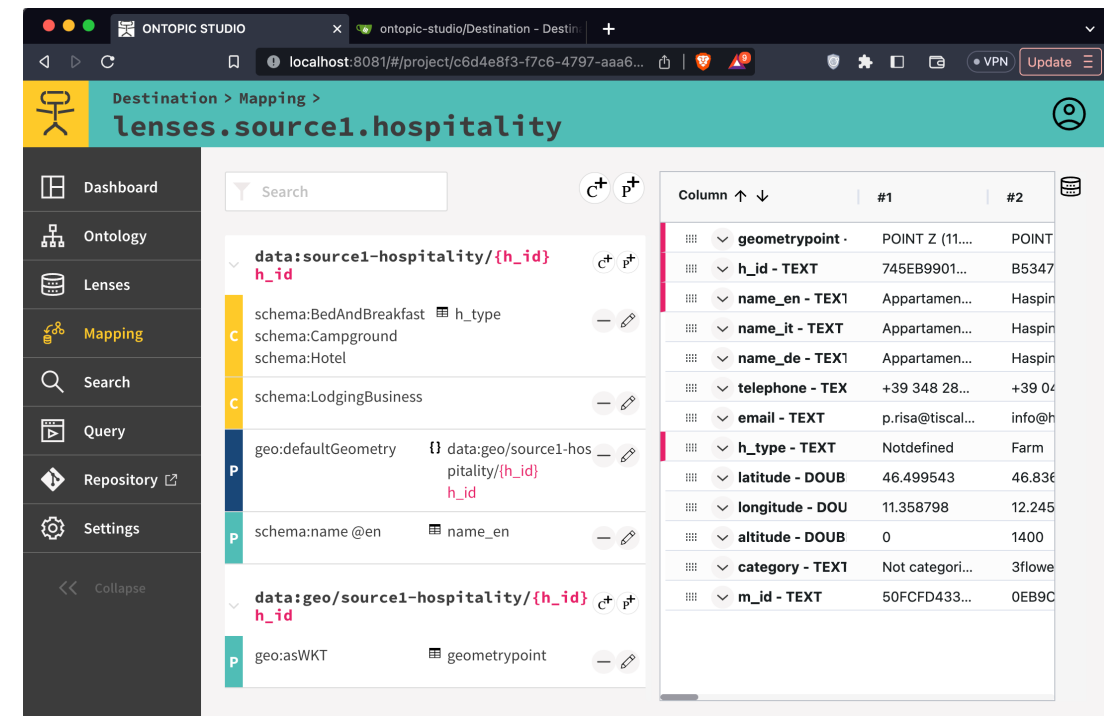 ONTOPIC STUDIO
ontopic-studio/Destination - Destin
localhost:8081/#/project/c6d4e8f3-f7c6-4797-aaa6...
9
VPN
Update
Destination > Mapping >
lenses.source1.hospitality
Dashboard
Ontology
Lenses
Mapping
Search
Query
Repository
Settings
Collapse
Search
C+ P+
data:source1-hospitality/{h_id}
h_id
C+ P+
C
schema:BedAndBreakfast h_type
schema:Campground
schema:Hotel
C
schema:LodgingBusiness
P
geo:defaultGeometry {} data:geo/source1-hos
pitality/{h_id}
h_id
P
schema:name @en name_en
data:geo/source1-hospitality/{h_id}
h_id
C+ P+
P
geo:asWKT geometrypoint
Column #1 #2
geometrypoint - POINT Z (11.... POINT
h_id - TEXT 745EB9901... B5347
name_en - TEXT Appartamen... Haspin
name_it - TEXT Appartamen... Haspin
name_de - TEXT Appartamen... Haspin
telephone - TEX +39 348 28... +39 04
email - TEXT p.risa@tiscal... info@h
h_type - TEXT Notdefined Farm
latitude - DOUB 46.499543 46.836
longitude - DOU 11.358798 12.245
altitude - DOUB 0 1400
category - TEXT Not categori... 3flowe
m_id - TEXT 50FCFD433... 0EB9C